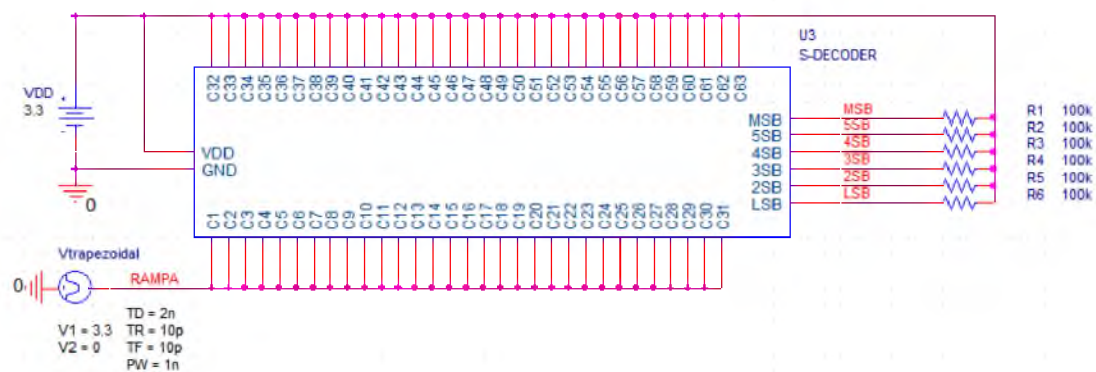 U3
S-DECODER
C32 C33 C34 C35 C36 C37 C38 C39 C40 C41 C42 C43 C44 C45 C46 C47 C48 C49 C50 C51 C52 C53 C54 C55 C56 C57 C58 C59 C60 C61 C62 C63
VDD
3.3
MSB MSB R1 100k
5SB 5SB R2 100k
4SB 4SB R3 100k
3SB 3SB R4 100k
2SB 2SB R5 100k
LSB LSB R6 100k
VDD
GND
0
C1 C2 C3 C4 C5 C6 C7 C8 C9 C10 C11 C12 C13 C14 C15 C16 C17 C18 C19 C20 C21 C22 C23 C24 C25 C26 C27 C28 C29 C30 C31
Vtrapezoidal
RAMPA
0
V1 = 3.3
V2 = 0
TD = 2n
TR = 10p
TF = 10p
PW = 1n